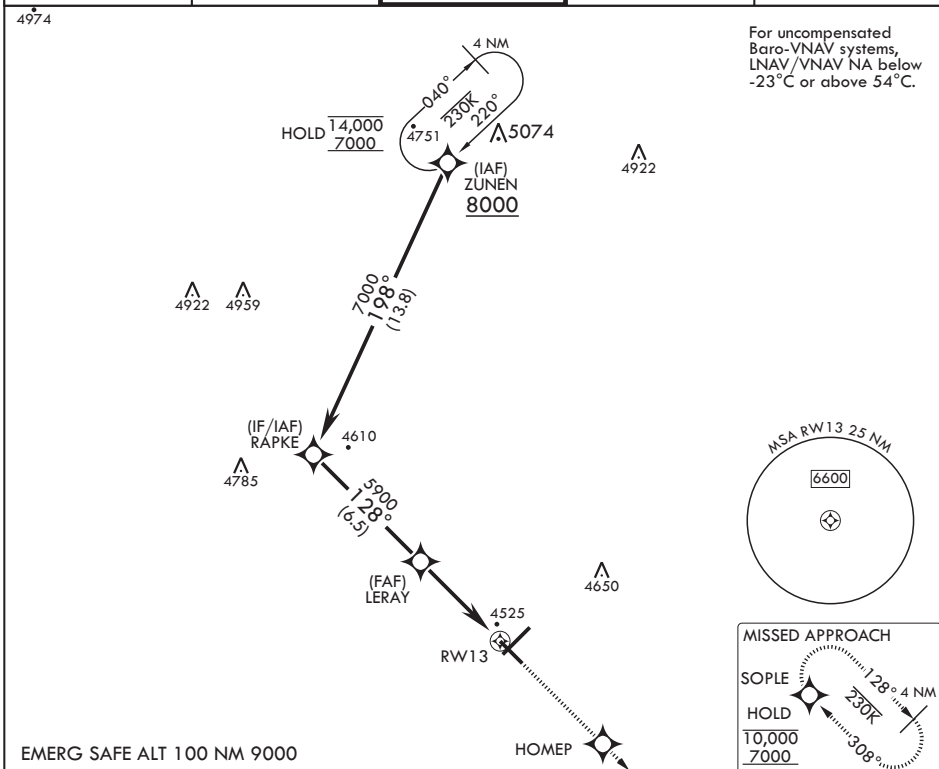 4974
For uncompensated
Baro-VNAV systems,
LNAV/VNAV NA below
-23°C or above 54°C.
4 NM
040°
230K
220°
HOLD
14,000
7000
4751
5074
4922
(IAF)
ZUNEN
8000
7000
198°
(13.8)
4922
4959
(IF/IAF)
RAPKE
4610
4785
5900
128°
(6.5)
MSA RW13 25 NM
6600
(FAF)
LERAY
4650
4525
RW13
MISSED APPROACH
SOPLE
HOLD
10,000
7000
128°
4 NM
230K
308°
HOMEP
EMERG SAFE ALT 100 NM 9000